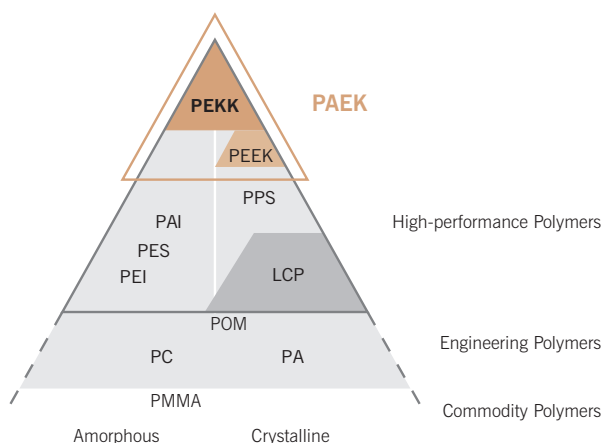 PEKK
PAEK
PEEK
PPS
PAI
High-performance Polymers
PES
PEI
LCP
POM
Engineering Polymers
PC
PA
PMMA
Commodity Polymers
Amorphous
Crystalline